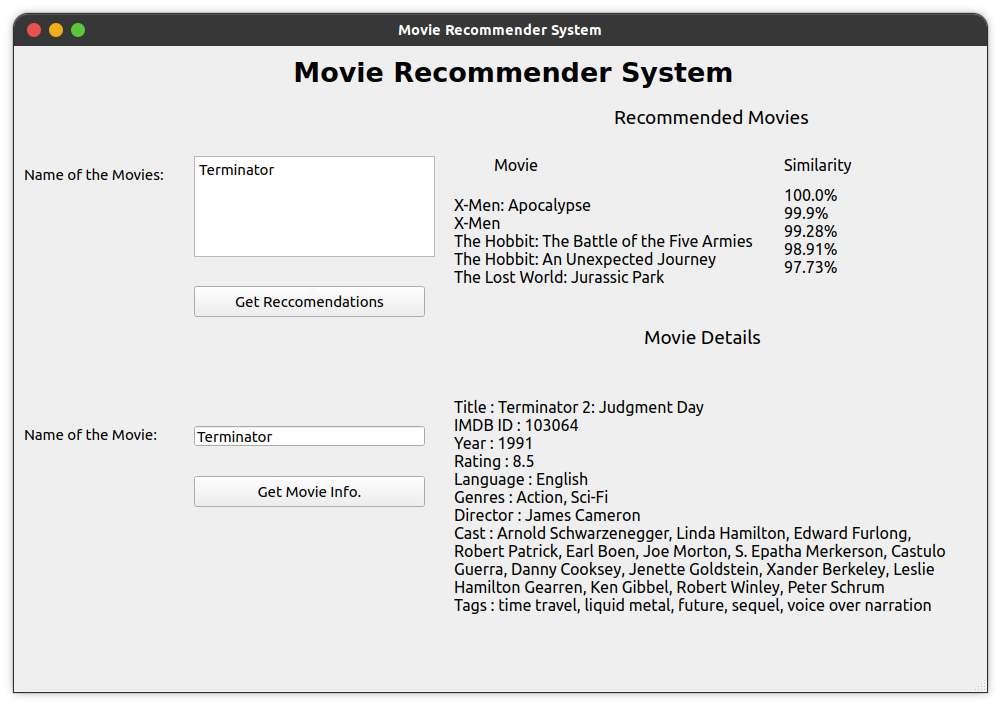 Movie Recommender System
Movie Recommender System
Recommended Movies
Name of the Movies:
Terminator
Get Reccomendations
Movie Similarity
100.0%
X-Men: Apocalypse
99.9%
X-Men
99.28%
The Hobbit: The Battle of the Five Armies
98.91%
The Hobbit: An Unexpected Journey
97.73%
The Lost World: Jurassic Park
Movie Details
Name of the Movie:
Terminator
Get Movie Info.
Title : Terminator 2: Judgment Day
IMDB ID : 103064
Year : 1991
Rating : 8.5
Language : English
Genres : Action, Sci-Fi
Director : James Cameron
Cast : Arnold Schwarzenegger, Linda Hamilton, Edward Furlong,
Robert Patrick, Earl Boen, Joe Morton, S. Epatha Merkerson, Castulo
Guerra, Danny Cooksey, Jenette Goldstein, Xander Berkeley, Leslie
Hamilton Gearren, Ken Gibbel, Robert Winley, Peter Schrum
Tags : time travel, liquid metal, future, sequel, voice over narration